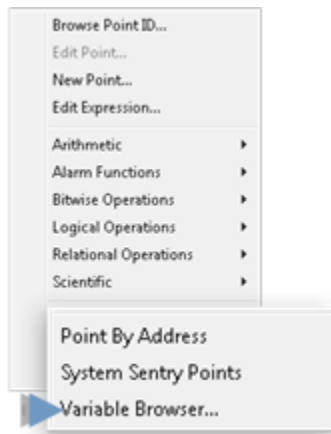 Browse Point ID...
Edit Point...
New Point...
Edit Expression...
Arithmetic
Alarm Functions
Bitwise Operations
Logical Operations
Relational Operations
Scientific
Point By Address
System Sentry Points
Variable Browser...